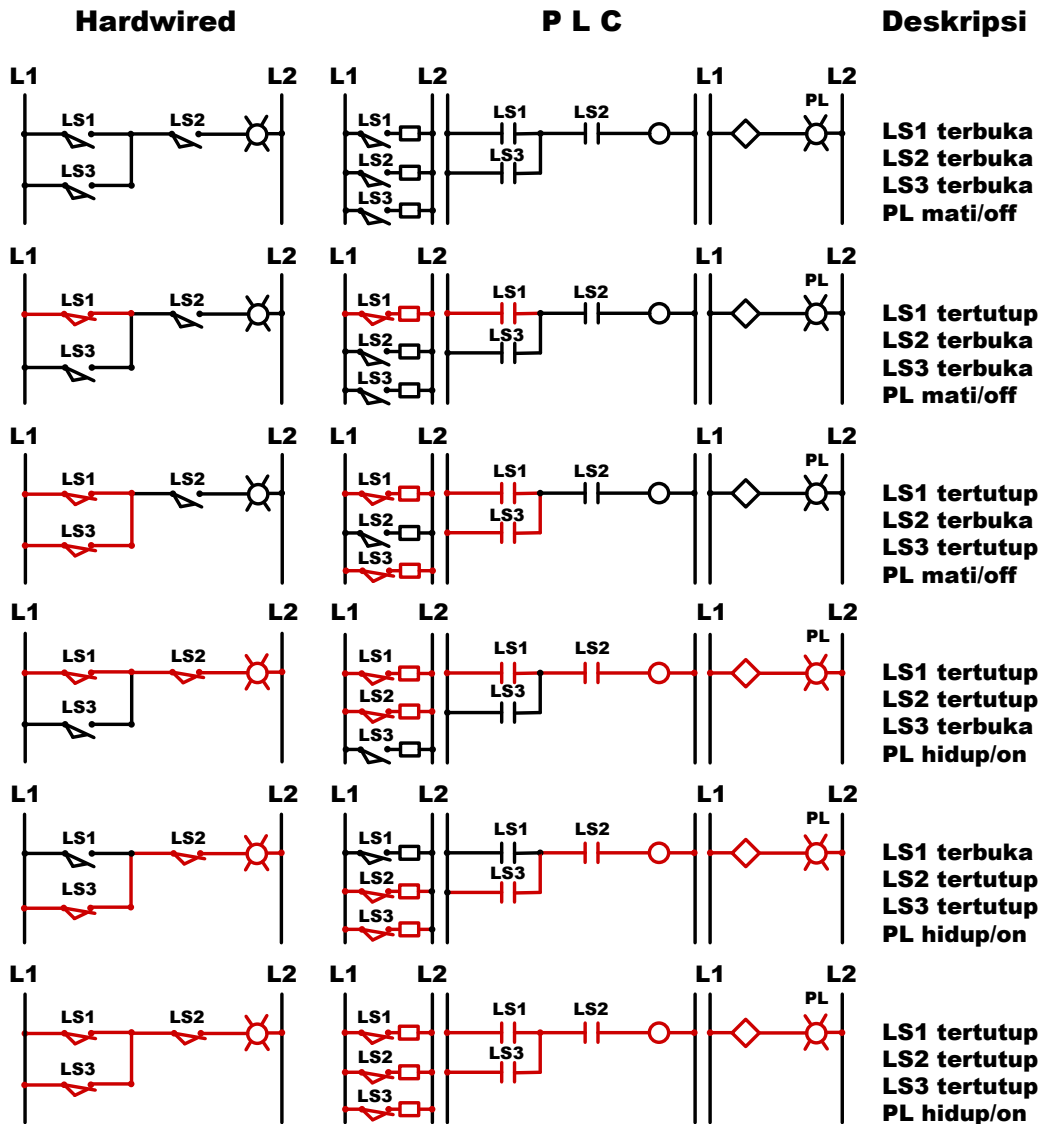 Hardwired P L C Deskripsi
L1 L2 L1 L2 L1 L2
LS1 LS2 LS1 LS1 LS2 PL
LS3 LS2 LS3
LS3
LS1 terbuka
LS2 terbuka
LS3 terbuka
PL mati/off
L1 L2 L1 L2 L1 L2
LS1 LS2 LS1 LS1 LS2 PL
LS3 LS2 LS3
LS3
LS1 tertutup
LS2 terbuka
LS3 terbuka
PL mati/off
L1 L2 L1 L2 L1 L2
LS1 LS2 LS1 LS1 LS2 PL
LS3 LS2 LS3
LS3
LS1 tertutup
LS2 terbuka
LS3 tertutup
PL mati/off
L1 L2 L1 L2 L1 L2
LS1 LS2 LS1 LS1 LS2 PL
LS3 LS2 LS3
LS3
LS1 tertutup
LS2 tertutup
LS3 terbuka
PL hidup/on
L1 L2 L1 L2 L1 L2
LS1 LS2 LS1 LS1 LS2 PL
LS3 LS2 LS3
LS3
LS1 terbuka
LS2 tertutup
LS3 tertutup
PL hidup/on
L1 L2 L1 L2 L1 L2
LS1 LS2 LS1 LS1 LS2 PL
LS3 LS2 LS3
LS3
LS1 tertutup
LS2 tertutup
LS3 tertutup
PL hidup/on